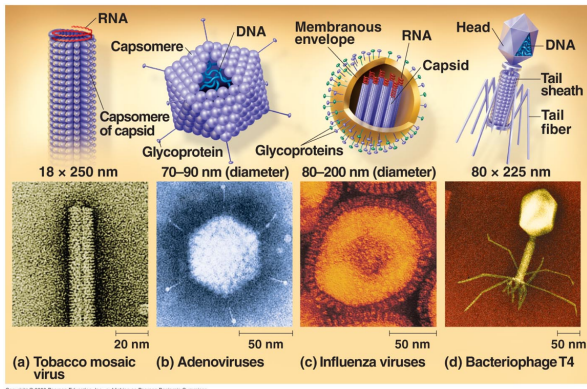 RNA
Capsomere
of capsid
18 × 250 nm
20 nm
(a) Tobacco mosaic
virus
Capsomere
DNA
Glycoprotein
70–90 nm (diameter)
50 nm
(b) Adenoviruses
Membranous
envelope
RNA
Capsid
Glycoproteins
80–200 nm (diameter)
50 nm
(c) Influenza viruses
Head
DNA
Tail
sheath
Tail
fiber
80 × 225 nm
50 nm
(d) Bacteriophage T4